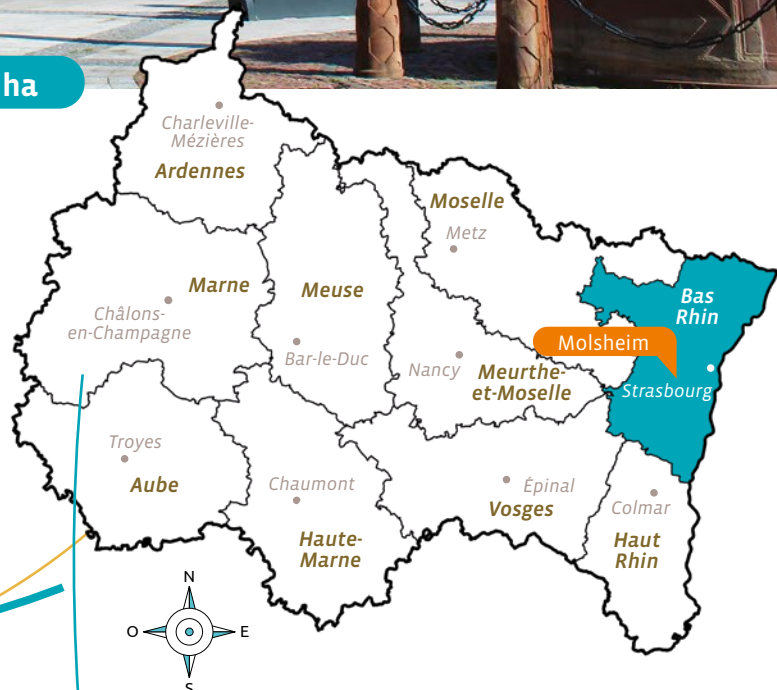 ha
Charleville-
Mézières
Ardennes
Moselle
Metz
Marne
Châlons-
en-Champagne
Meuse
Bar-le-Duc
Bas
Rhin
Molsheim
Nancy
Meurthe-
et-Moselle
Strasbourg
Troyes
Aube
Chaumont
Haute-
Marne
Épinal
Vosges
Colmar
Haut
Rhin
N
O
E
S